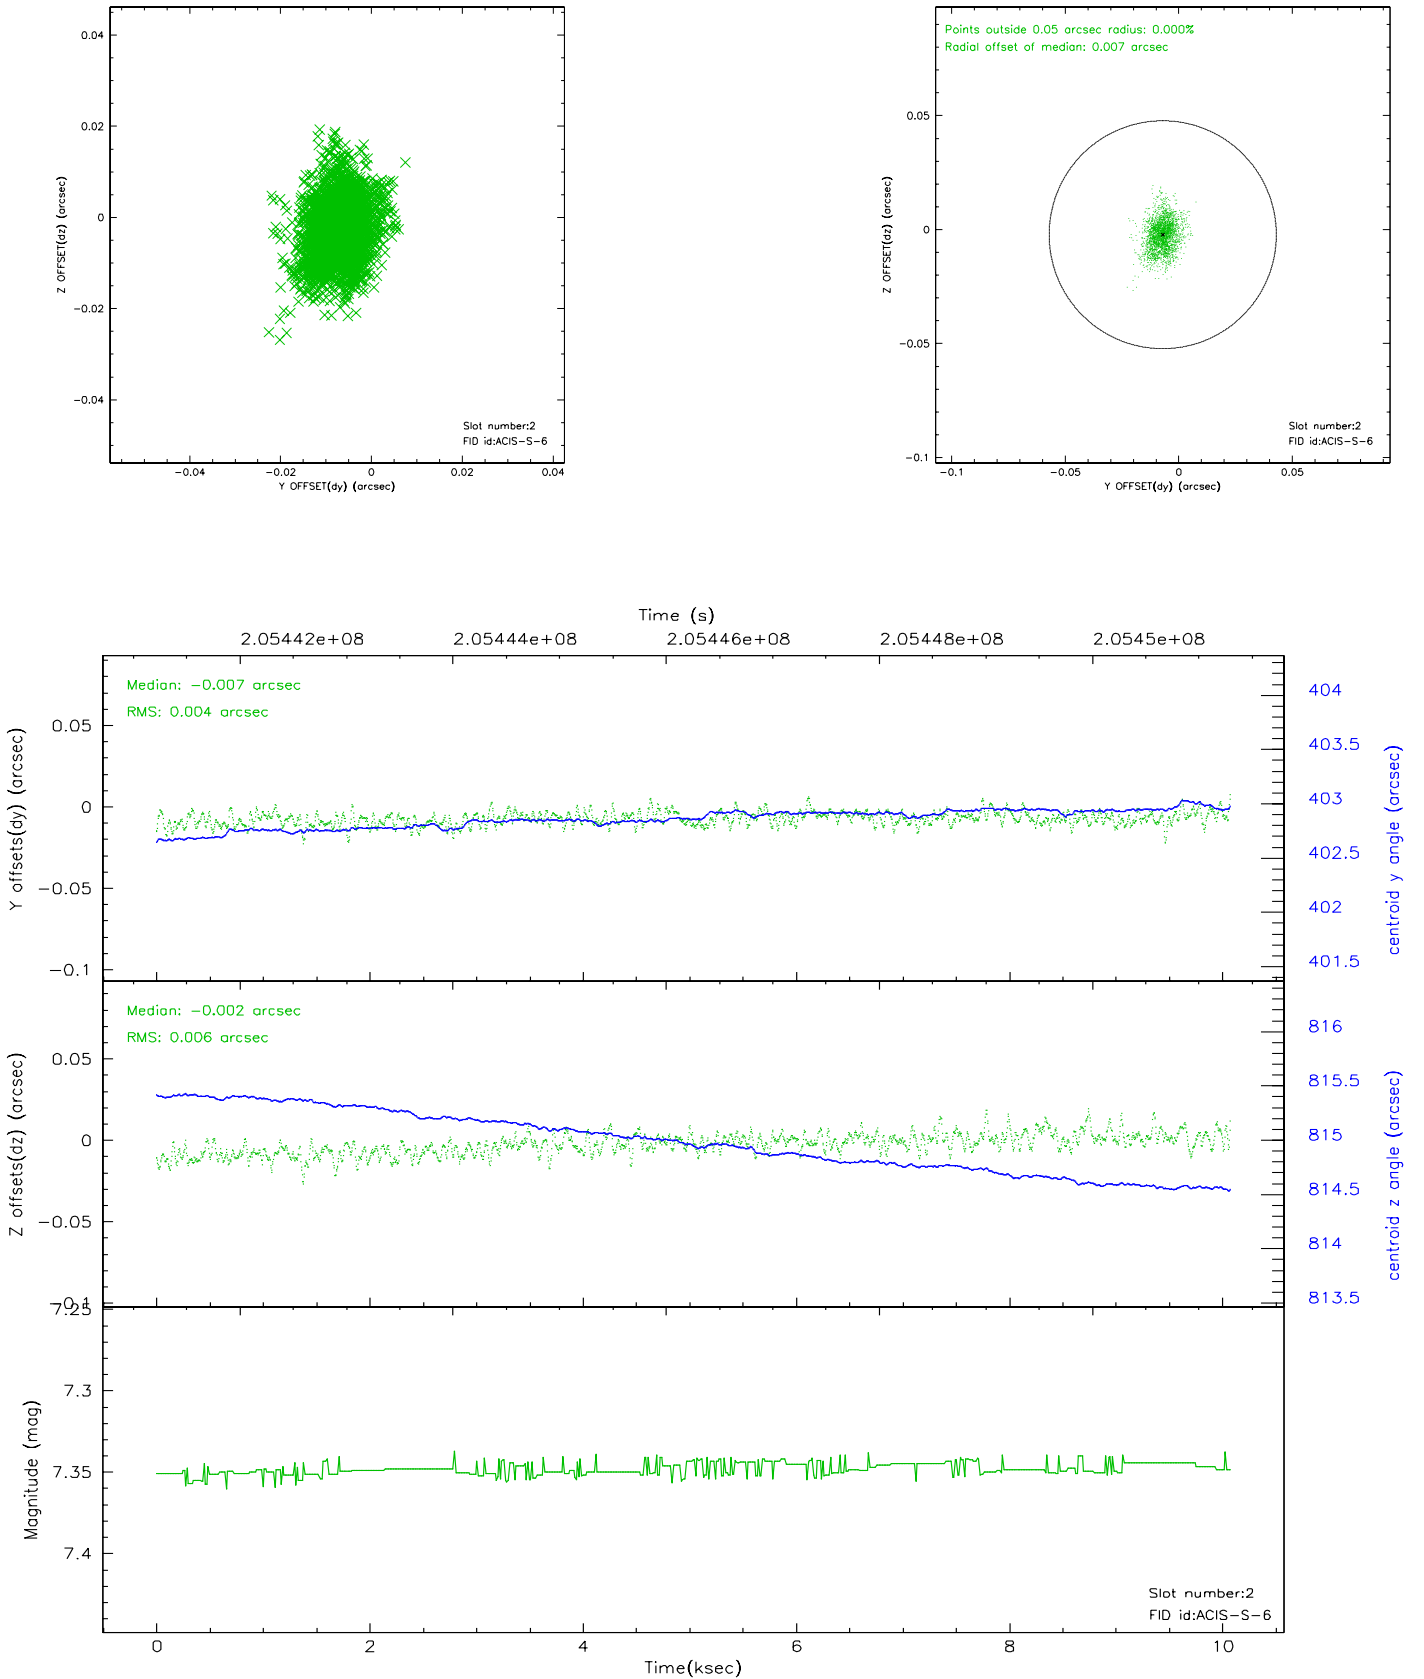 0.04
0.02
0
−0.02
−0.04
Z OFFSET(dz) (arcsec)
Slot number:2
FID id:ACIS−S−6
−0.04 −0.02 0 0.02 0.04
Y OFFSET(dy) (arcsec)
Points outside 0.05 arcsec radius: 0.000%
Radial offset of median: 0.007 arcsec
0.05
0
−0.05
−0.1
Z OFFSET(dz) (arcsec)
Slot number:2
FID id:ACIS−S−6
−0.1 −0.05 0 0.05
Y OFFSET(dy) (arcsec)
Time (s)
2.05442e+08 2.05444e+08 2.05446e+08 2.05448e+08 2.0545e+08
Median: −0.007 arcsec
RMS: 0.004 arcsec
0.05
0
−0.05
−0.1
Y offsets(dy) (arcsec)
404
403.5
403
402.5
402
401.5
centroid y angle (arcsec)
Median: −0.002 arcsec
RMS: 0.006 arcsec
0.05
0
−0.05
−0.1
Z offsets(dz) (arcsec)
816
815.5
815
814.5
814
813.5
centroid z angle (arcsec)
7.25
7.3
7.35
7.4
Magnitude (mag)
Slot number:2
FID id:ACIS−S−6
0 2 4 6 8 10
Time(ksec)